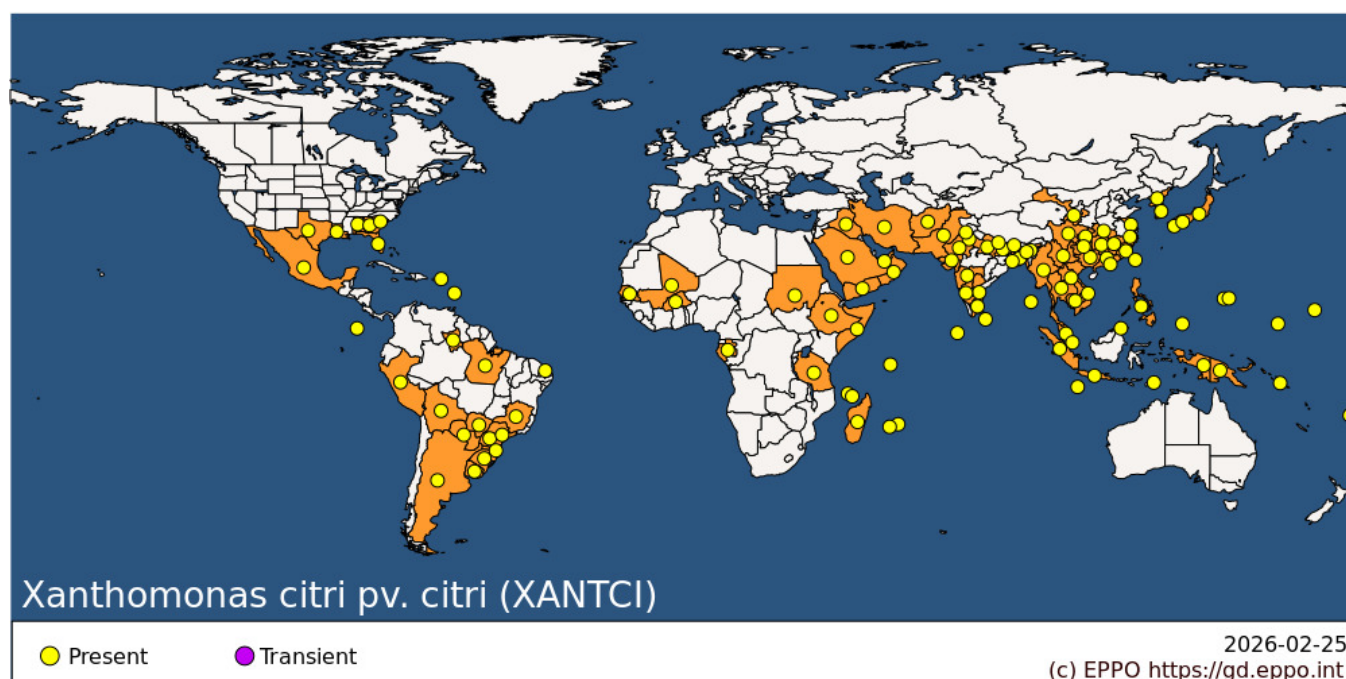 Xanthomonas citri pv. citri (XANTCI)
Present
Transient
2026-02-25
(c) EPPO https://gd.eppo.int